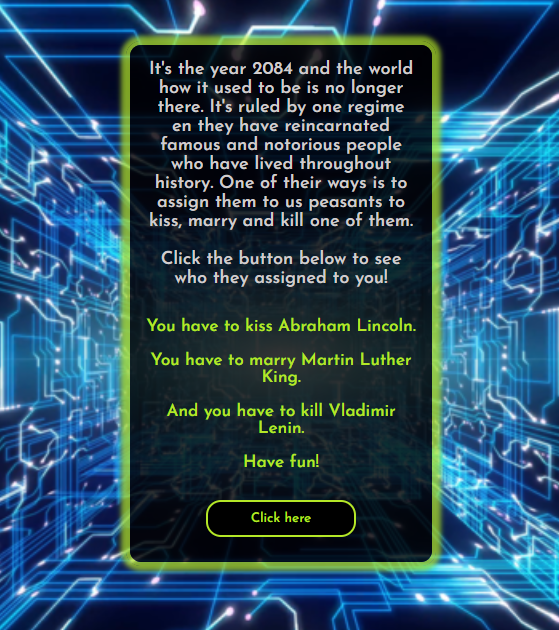 It's the year 2084 and the world
how it used to be is no longer
there. It's ruled by one regime
en they have reincarnated
famous and notorious people
who have lived throughout
history. One of their ways is to
assign them to us peasants to
kiss, marry and kill one of them.
Click the button below to see
who they assigned to you!
You have to kiss Abraham Lincoln.
You have to marry Martin Luther
King.
And you have to kill Vladimir
Lenin.
Have fun!
Click here